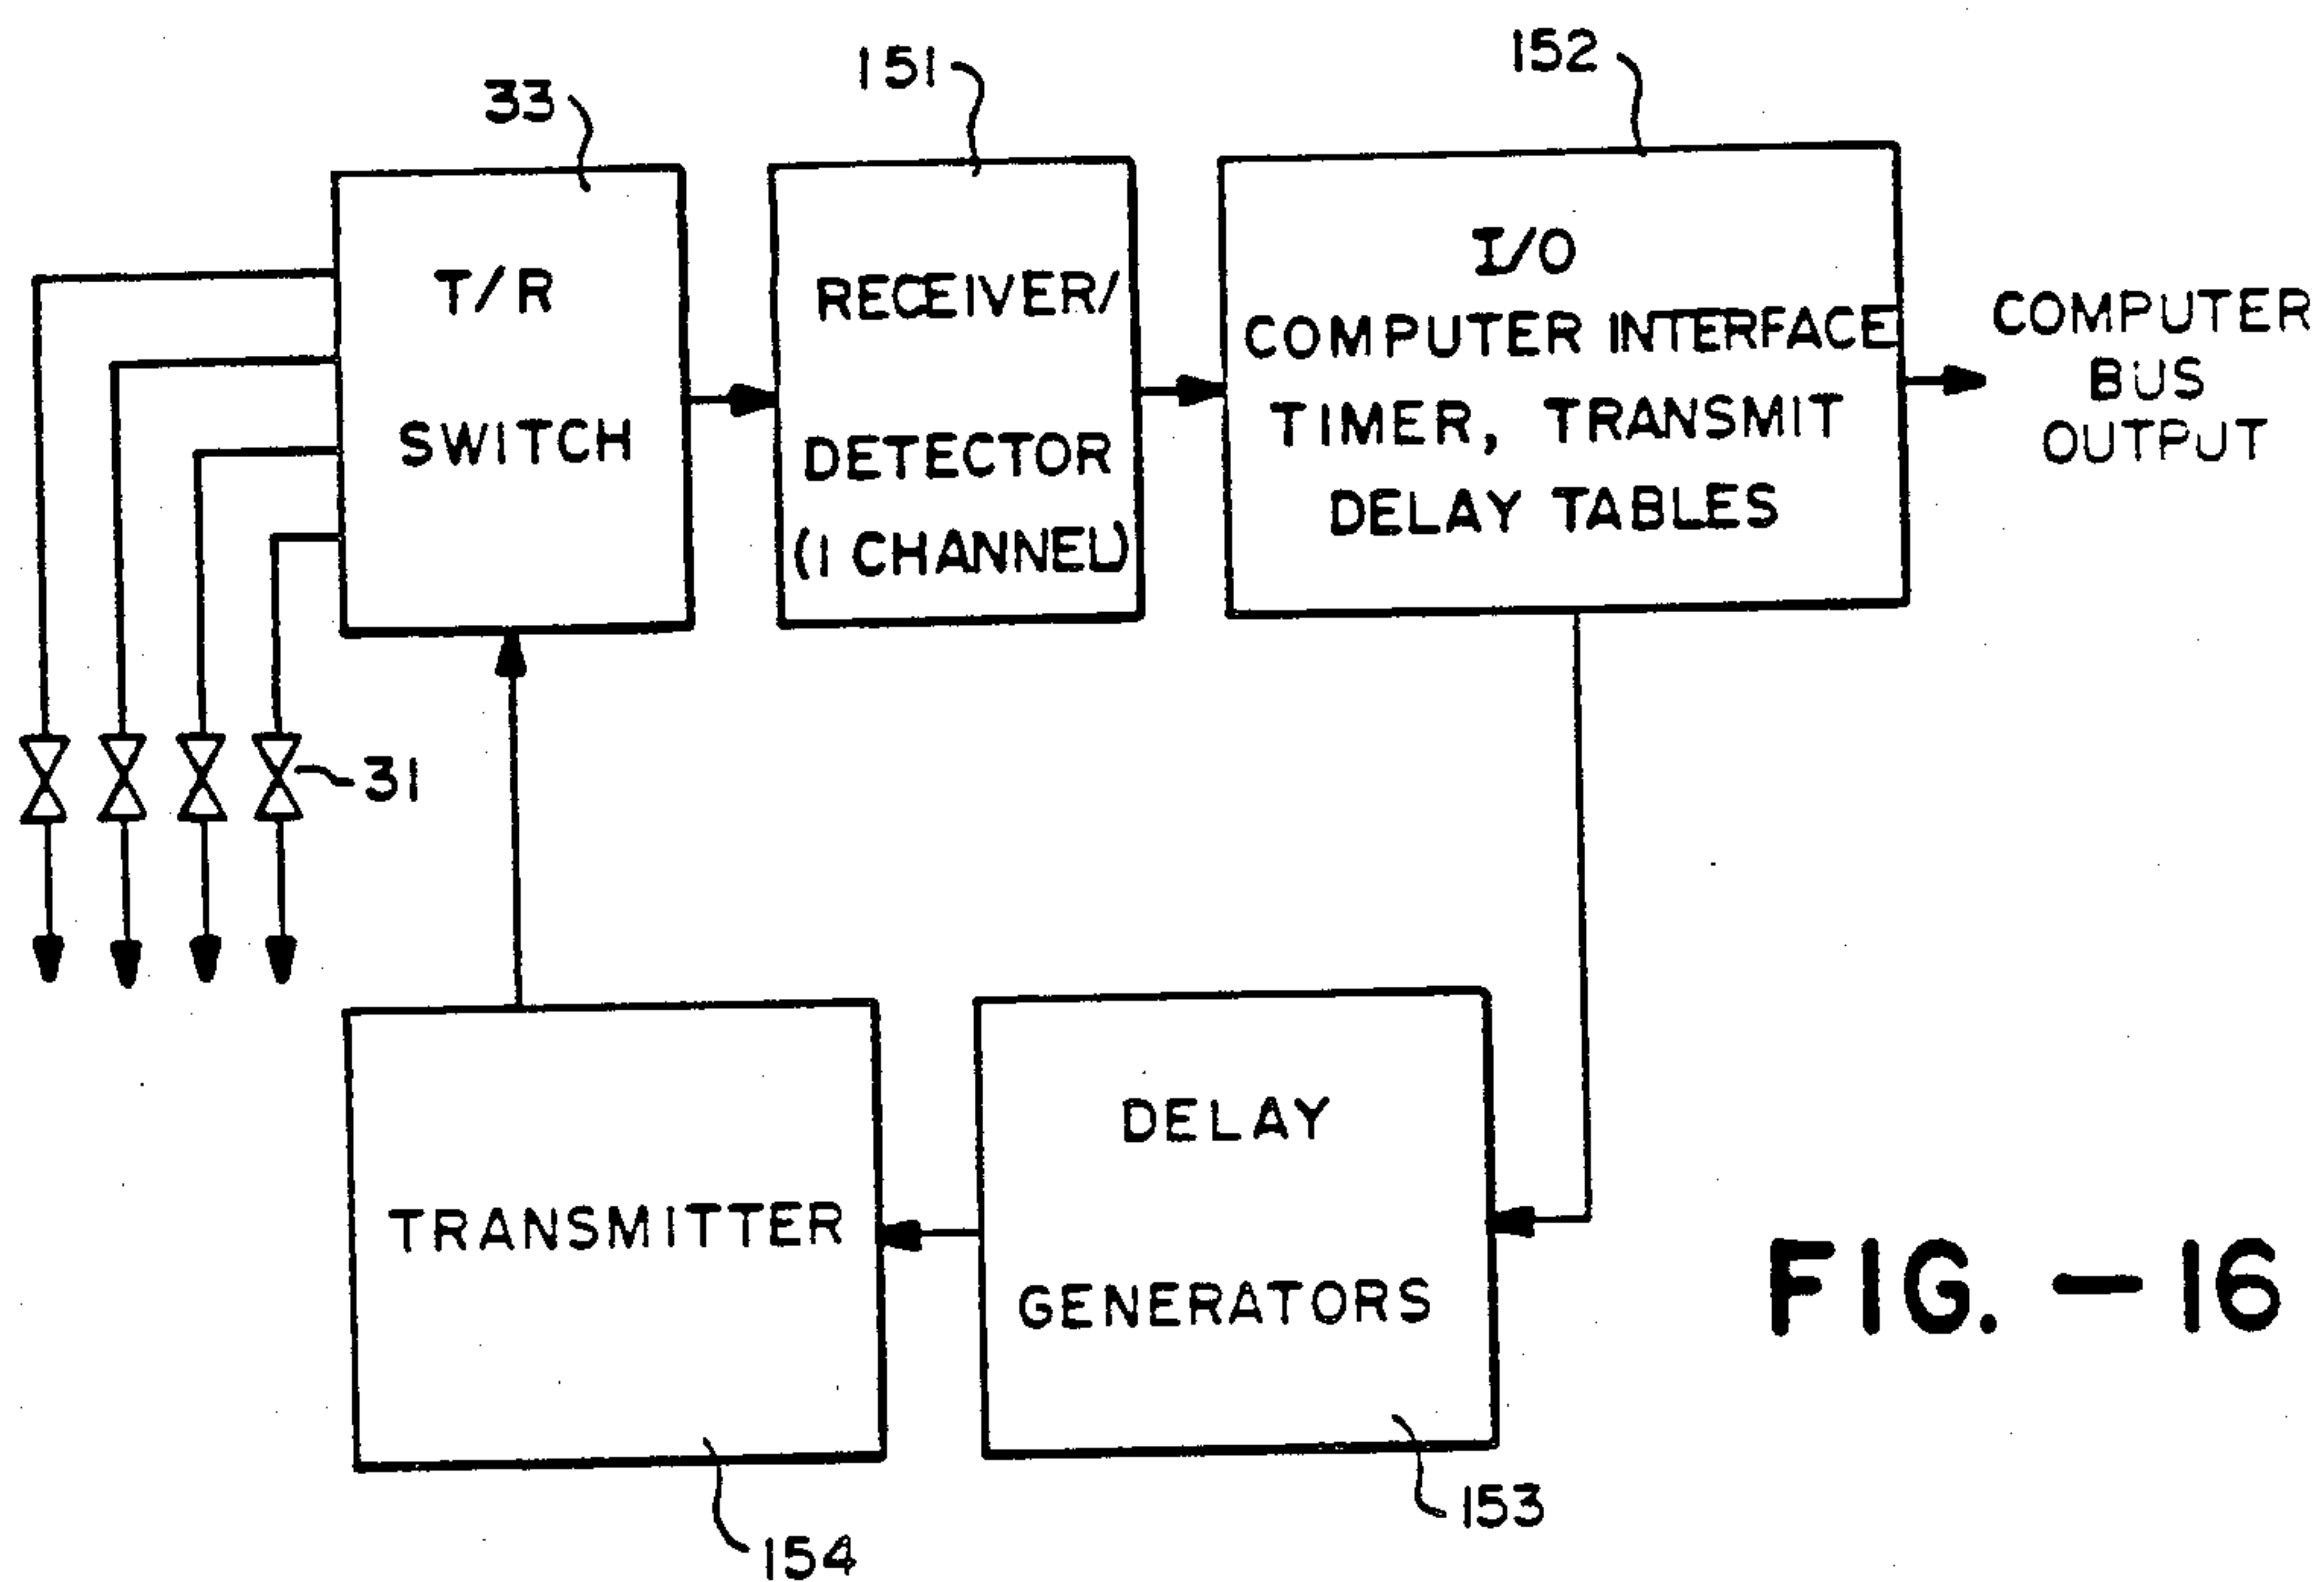 33
151
152
T/R
SWITCH
RECEIVER/
DETECTOR
(1 CHANNEL)
I/O
COMPUTER INTERFACE
TIMER, TRANSMIT
DELAY TABLES
COMPUTER
BUS
OUTPUT
31
TRANSMITTER
DELAY
GENERATORS
154
153
FIG.-16